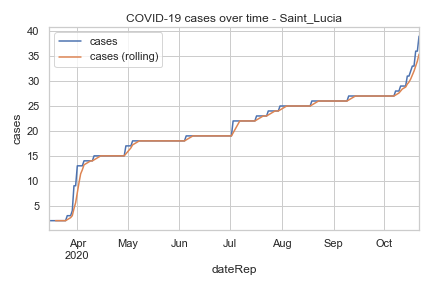 COVID-19 cases over time - Saint_Lucia
cases
cases (rolling)
40
35
30
25
20
15
10
5
cases
Apr
2020
May
Jun
Jul
Aug
Sep
Oct
dateRep